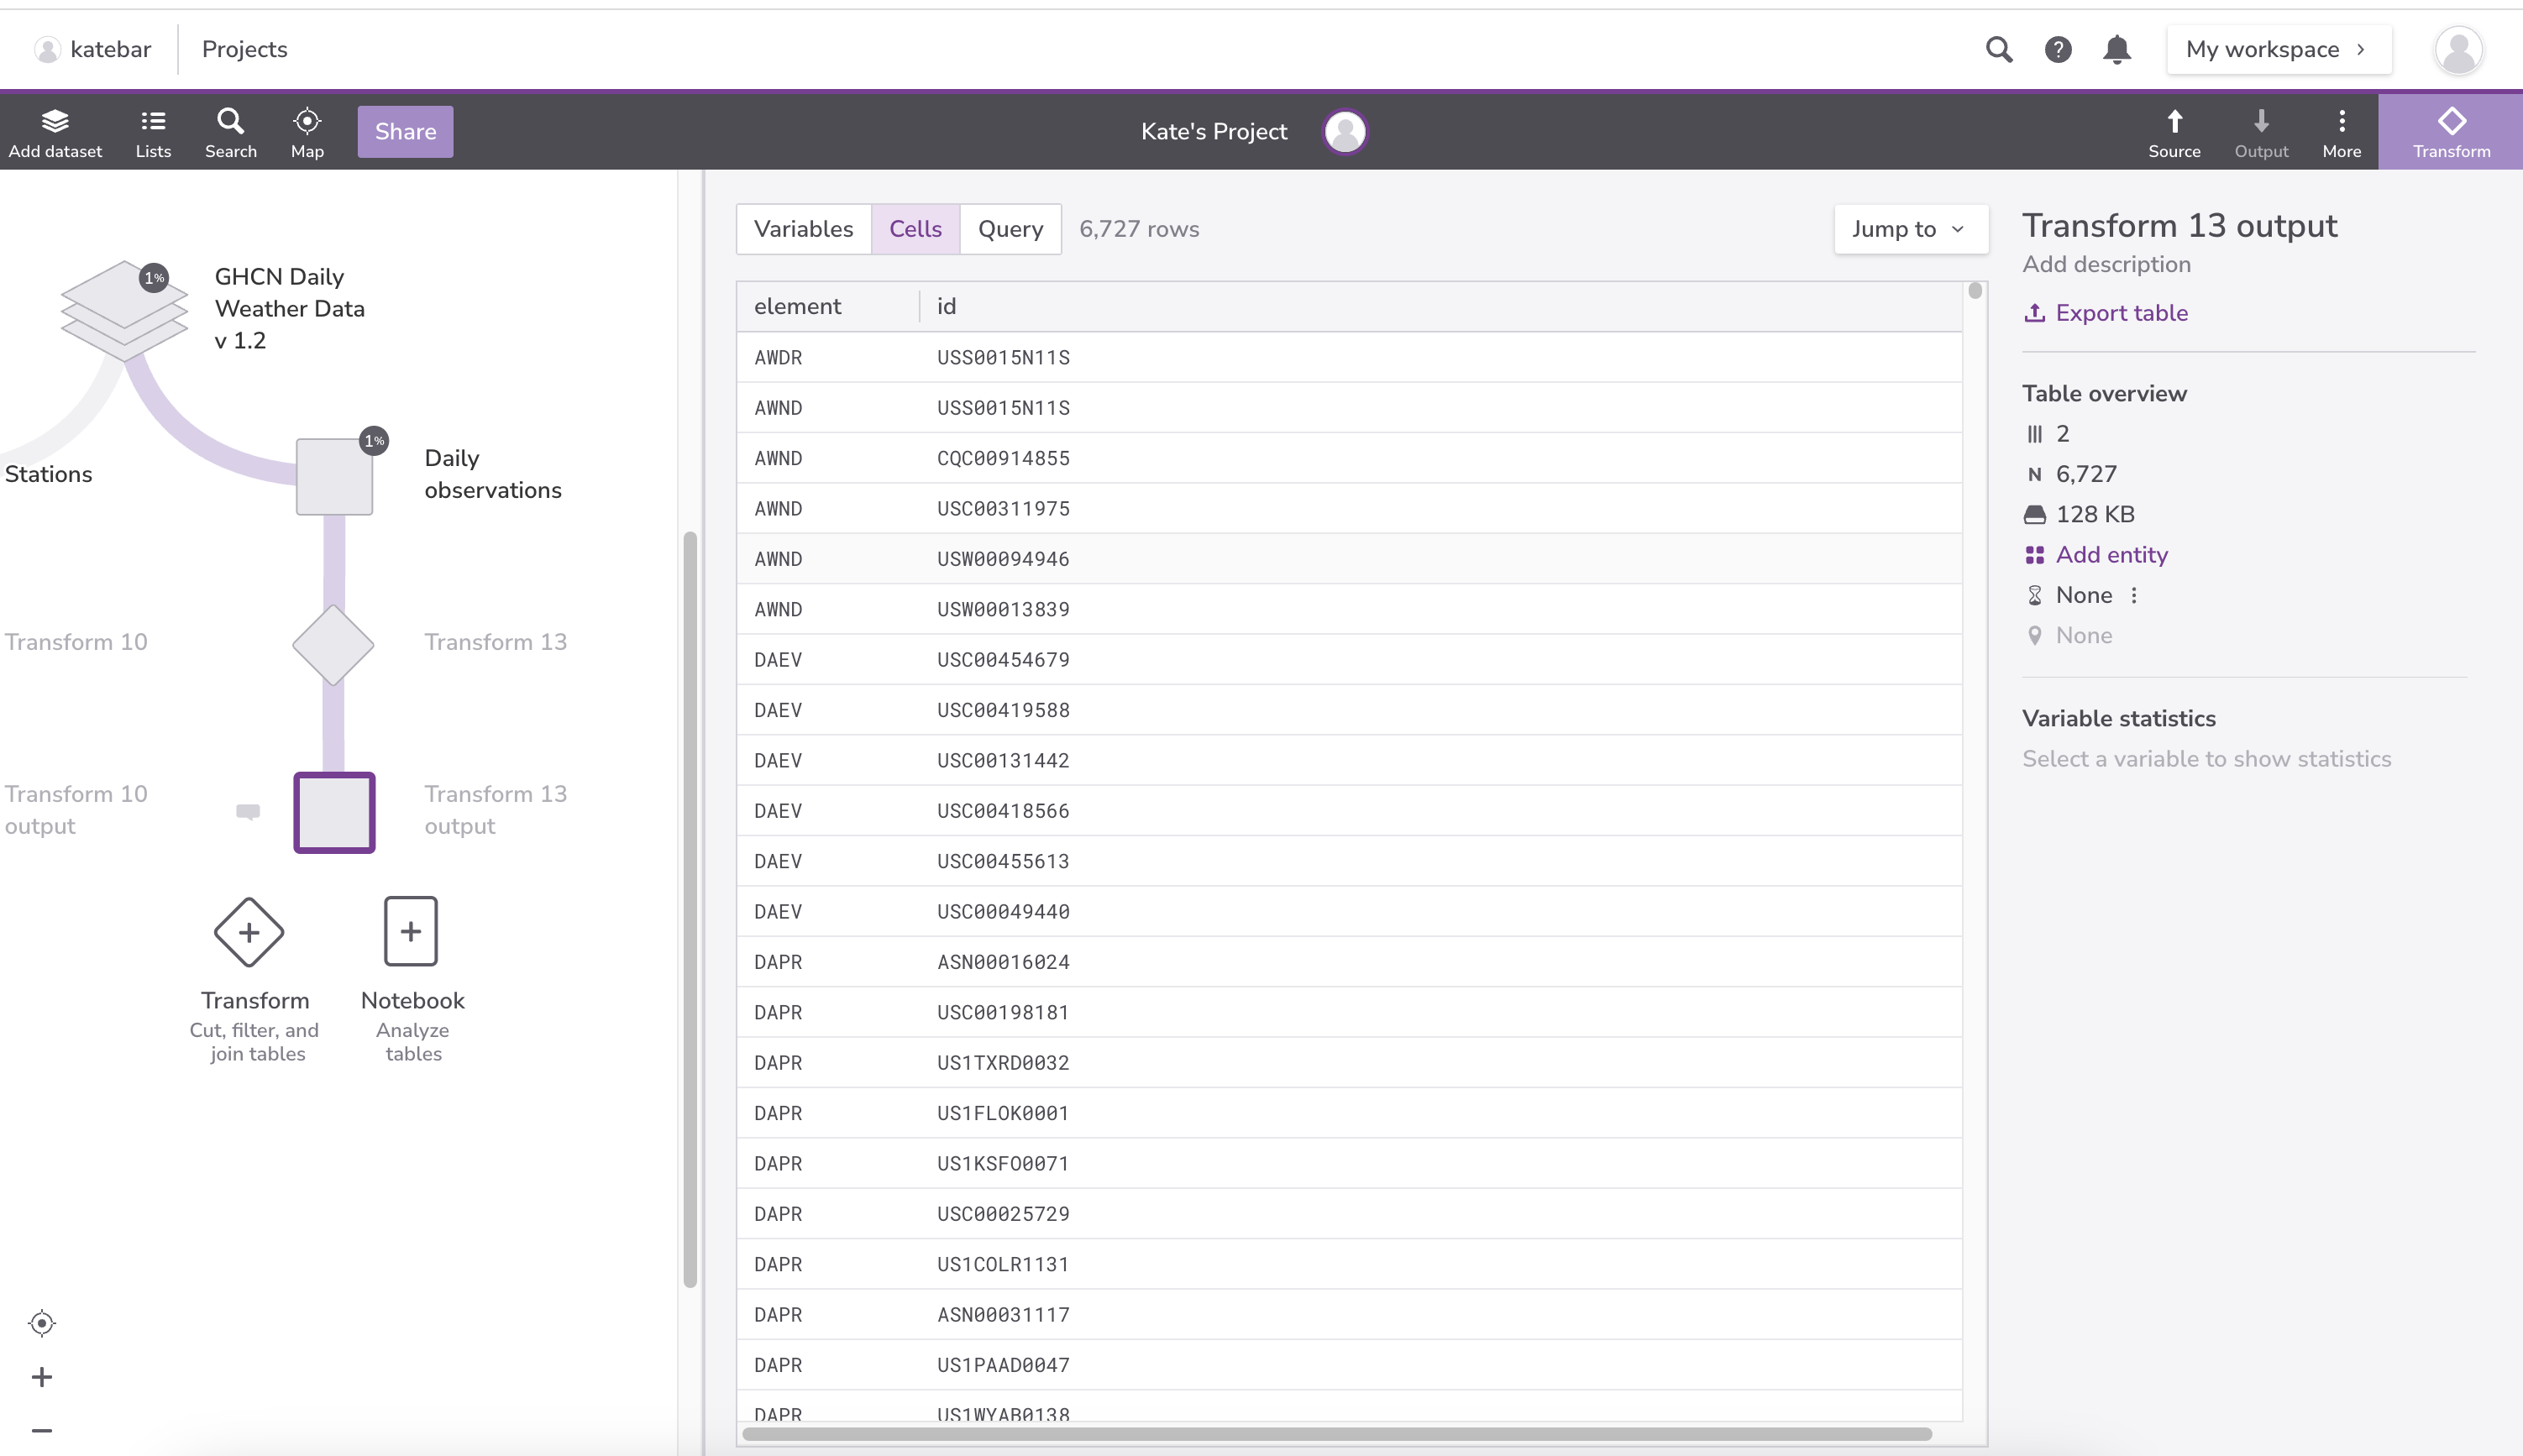 katebar
Projects
My workspace
Add dataset
Lists
Search
Map
Share
Kate's Project
Source
Output
More
Transform
1%
GHCN Daily
Weather Data
v 1.2
Stations
1%
Daily
observations
Transform 10
Transform 13
Transform 10
output
Transform 13
output
Transform
Cut, filter, and
join tables
Notebook
Analyze
tables
Variables
Cells
Query
6,727 rows
Jump to
element id
AWDR USS0015N11S
AWND USS0015N11S
AWND CQC00914855
AWND USC00311975
AWND USW00094946
AWND USW00013839
DAEV USC00454679
DAEV USC00419588
DAEV USC00131442
DAEV USC00418566
DAEV USC00455613
DAEV USC00049440
DAPR ASN00016024
DAPR USC00198181
DAPR US1TXRD0032
DAPR US1FLOK0001
DAPR US1KSFO0071
DAPR USC00025729
DAPR US1COLR1131
DAPR ASN00031117
DAPR US1PAAD0047
DAPR US1WYAB0138
Transform 13 output
Add description
Export table
Table overview
2
N 6,727
128 KB
Add entity
None
None
Variable statistics
Select a variable to show statistics